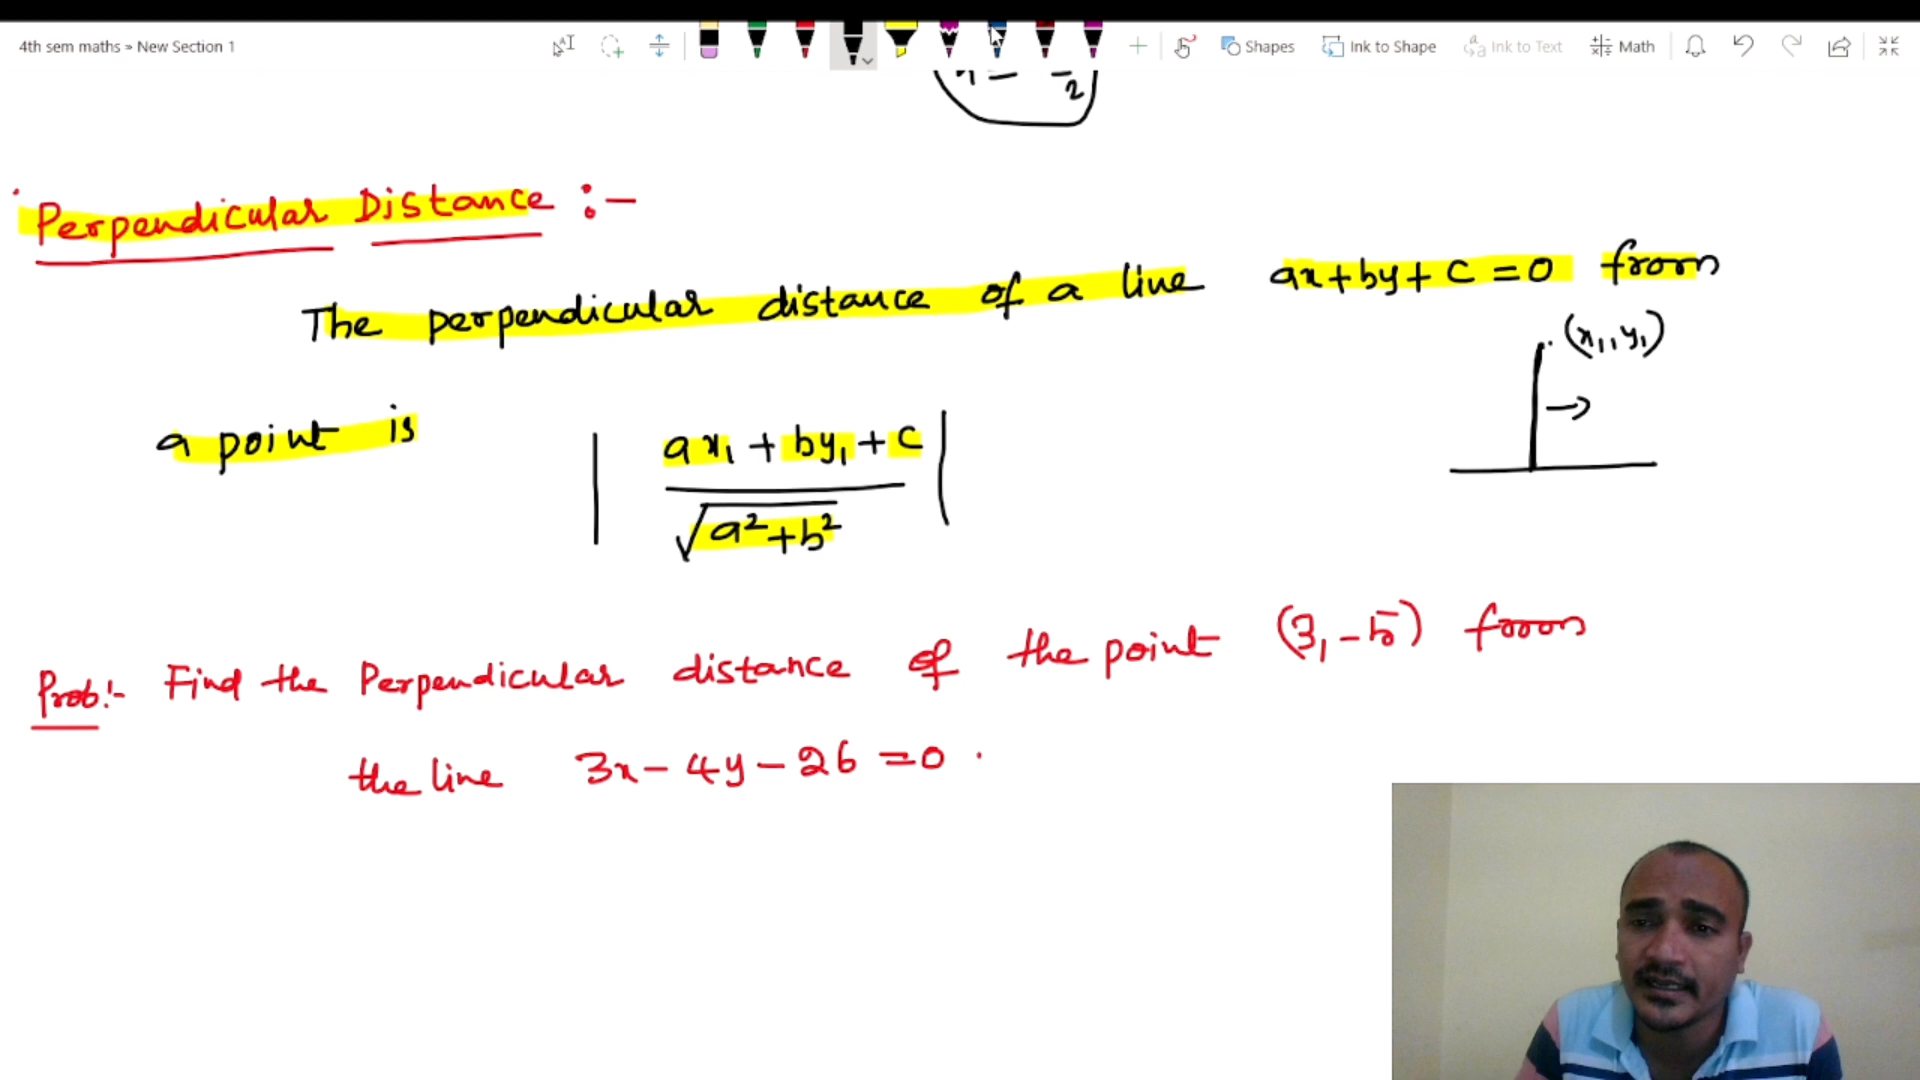 4th sem maths » New Section 1
Shapes
Ink to Shape
Ink to Text
Math
2
Perpendicular Distance :-
The perpendicular distance of a line ax+by+c=0 from
(x₁,y₁)
a point is | (ax₁+by₁+c)/√(a²+b²) |
Prob:- Find the Perpendicular distance of the point (3,-5) from
the line 3x-4y-26=0.